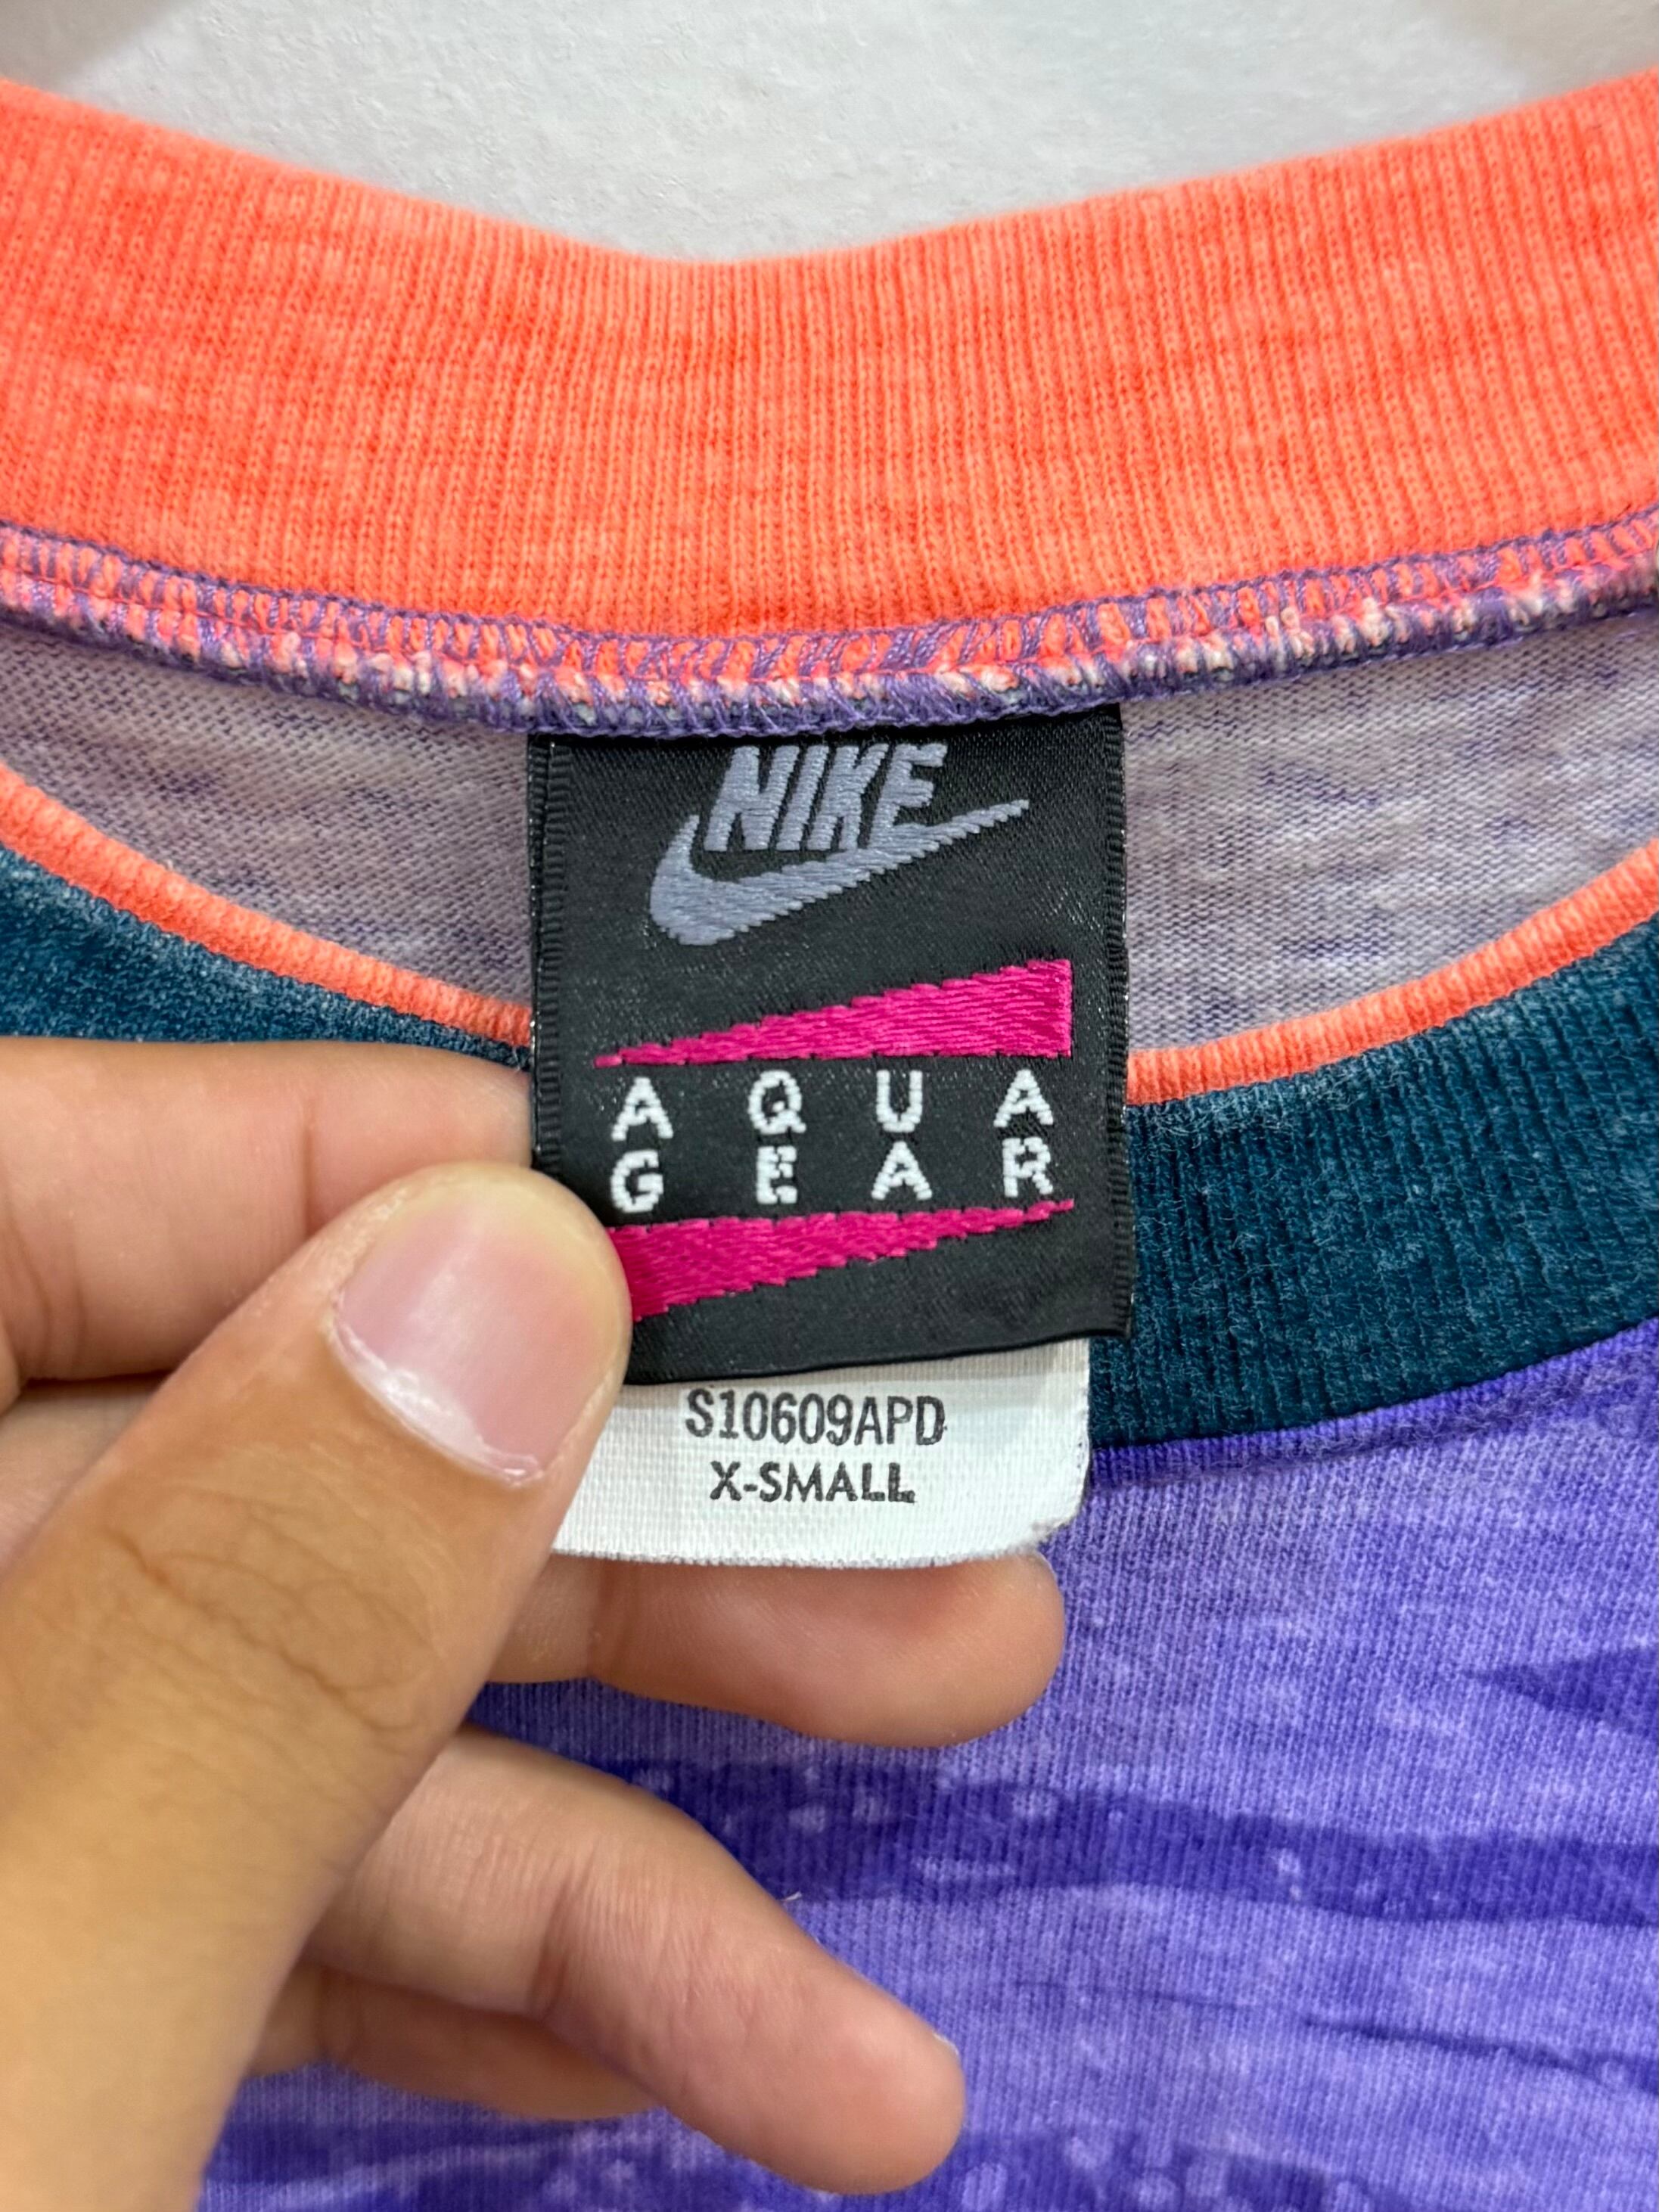 NIKE
AQUA
GEAR
S10609APD
X-SMALL